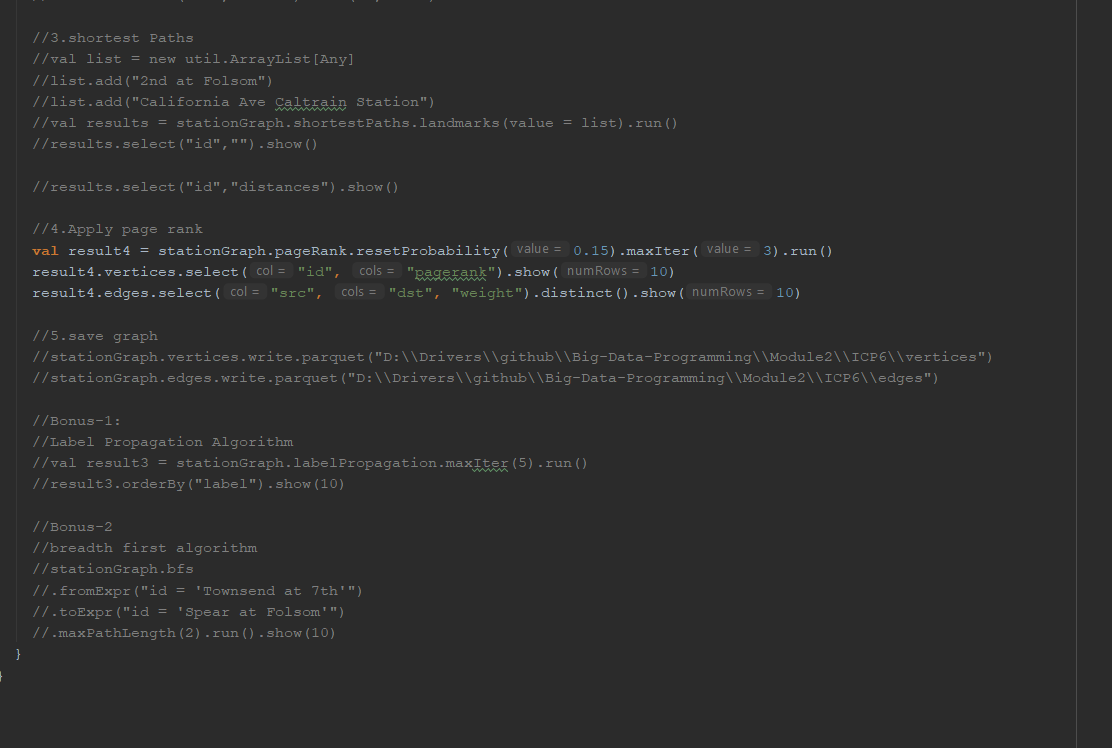 //3.shortest Paths
//val list = new util.ArrayList[Any]
//list.add("2nd at Folsom")
//list.add("California Ave Caltrain Station")
//val results = stationGraph.shortestPaths.landmarks(value = list).run()
//results.select("id","").show()
//results.select("id","distances").show()
//4.Apply page rank
val result4 = stationGraph.pageRank.resetProbability( value = 0.15).maxIter( value = 3).run()
result4.vertices.select( col = "id", cols = "pagerank").show( numRows = 10)
result4.edges.select( col = "src", cols = "dst", "weight").distinct().show( numRows = 10)
//5.save graph
//stationGraph.vertices.write.parquet("D:\\Drivers\\github\\Big-Data-Programming\\Module2\\ICP6\\vertices")
//stationGraph.edges.write.parquet("D:\\Drivers\\github\\Big-Data-Programming\\Module2\\ICP6\\edges")
//Bonus-1:
//Label Propagation Algorithm
//val result3 = stationGraph.labelPropagation.maxIter(5).run()
//result3.orderBy("label").show(10)
//Bonus-2
//breadth first algorithm
//stationGraph.bfs
//.fromExpr("id = 'Townsend at 7th'")
//.toExpr("id = 'Spear at Folsom'")
//.maxPathLength(2).run().show(10)
}
}